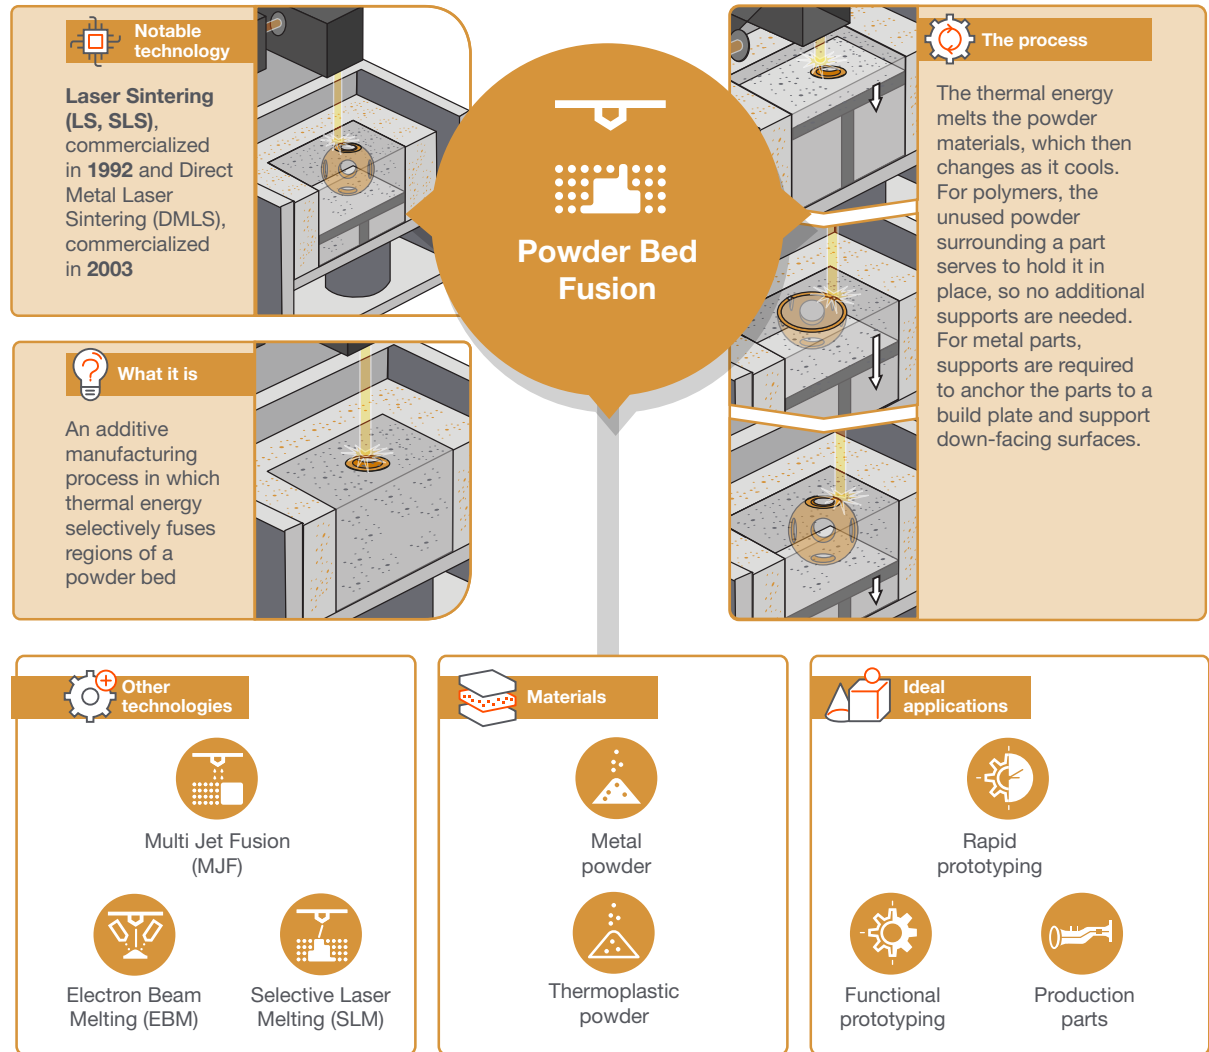 Notable
technology
Laser Sintering
(LS, SLS),
commercialized
in 1992 and Direct
Metal Laser
Sintering (DMLS),
commercialized
in 2003
Powder Bed
Fusion
The process
The thermal energy
melts the powder
materials, which then
changes as it cools.
For polymers, the
unused powder
surrounding a part
serves to hold it in
place, so no additional
supports are needed.
For metal parts,
supports are required
to anchor the parts to a
build plate and support
down-facing surfaces.
What it is
An additive
manufacturing
process in which
thermal energy
selectively fuses
regions of a
powder bed
Other
technologies
Multi Jet Fusion
(MJF)
Electron Beam
Melting (EBM)
Selective Laser
Melting (SLM)
Materials
Metal
powder
Thermoplastic
powder
Ideal
applications
Rapid
prototyping
Functional
prototyping
Production
parts